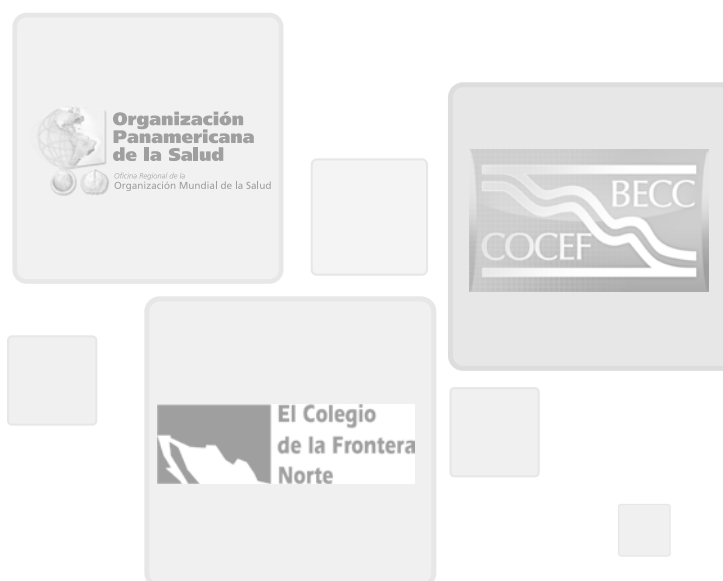 Organización
Panamericana
de la Salud
Oficina Regional de la
Organización Mundial de la Salud
BECC
COCEF
El Colegio
de la Frontera
Norte